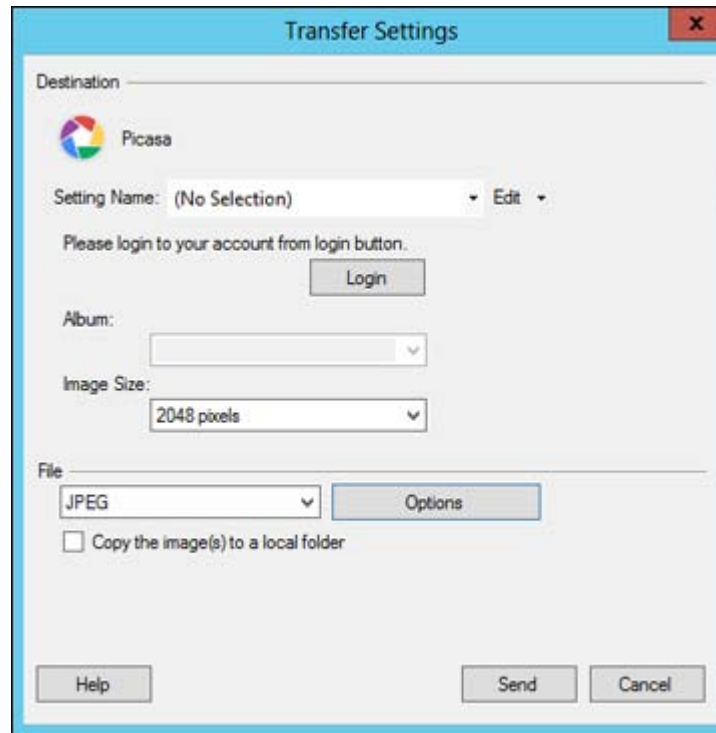 Transfer Settings
x
Destination
Picasa
Setting Name: (No Selection) Edit
Please login to your account from login button.
Login
Album:
Image Size:
2048 pixels
File
JPEG Options
Copy the image(s) to a local folder
Help Send Cancel